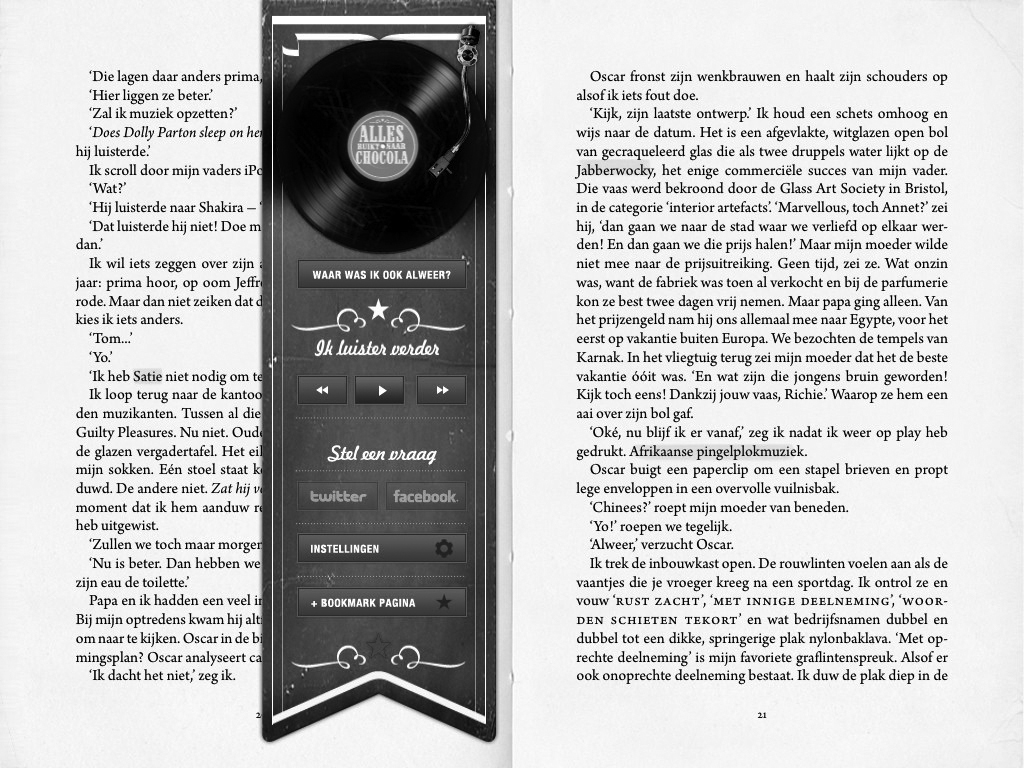 ‘Die lagen daar anders prima,
‘Hier liggen ze beter.’
‘Zal ik muziek opzetten?’
‘Does Dolly Parton sleep on her
hij luisterde.’
Ik scroll door mijn vaders iPo
‘Wat?’
‘Hij luisterde naar Shakira –
‘Dat luisterde hij niet! Doe m
dan.’
Ik wil iets zeggen over zijn
jaar: prima hoor, op oom Jeffr
rode. Maar dan niet zeiken dat d
kies ik iets anders.
‘Tom...’
‘Yo.’
‘Ik heb Satie niet nodig om te
Ik loop terug naar de kantoo
den muzikanten. Tussen al die
Guilty Pleasures. Nu niet. Oude
de glazen vergadertafel. Het eil
mijn sokken. Eén stoel staat
duwd. De andere niet. Zat hij
moment dat ik hem aanduw
heb uitgewist.
‘Zullen we toch maar morgen
‘Nu is beter. Dan hebben we
zijn eau de toilette.’
Papa en ik hadden een veel
Bij mijn optredens kwam hij
om naar te kijken. Oscar in de
mingsplan? Oscar analyseert
‘Ik dacht het niet,’ zeg ik.
ALLES
RUIKT NAAR
CHOCOLA
WAAR WAS IK OOK ALWEER?
Ik luister verder
Stel een vraag
twitter facebook
INSTELLINGEN
+ BOOKMARK PAGINA
Oscar fronst zijn wenkbrauwen en haalt zijn schouders op
alsof ik iets fout doe.
‘Kijk, zijn laatste ontwerp.’ Ik houd een schets omhoog en
wijs naar de datum. Het is een afgevlakte, witglazen open bol
van gecraqueleerd glas die als twee druppels water lijkt op de
Jabberwocky, het enige commerciële succes van mijn vader.
Die vaas werd bekroond door de Glass Art Society in Bristol,
in de categorie ‘interior artefacts’. ‘Marvellous, toch Annet?’ zei
hij, ‘dan gaan we naar de stad waar we verliefd op elkaar wer-
den! En dan gaan we die prijs halen!’ Maar mijn moeder wilde
niet mee naar de prijsuitreiking. Geen tijd, zei ze. Wat onzin
was, want de fabriek was toen al verkocht en bij de parfumerie
kon ze best twee dagen vrij nemen. Maar papa ging alleen. Van
het prijzengeld nam hij ons allemaal mee naar Egypte, voor het
eerst op vakantie buiten Europa. We bezochten de tempels van
Karnak. In het vliegtuig terug zei mijn moeder dat het de beste
vakantie óóit was. ‘En wat zijn die jongens bruin geworden!
Kijk toch eens! Dankzij jouw vaas, Richie.’ Waarop ze hem een
aai over zijn bol gaf.
‘Oké, nu blijf ik er vanaf,’ zeg ik nadat ik weer op play heb
gedrukt. Afrikaanse pingelplokmuziek.
Oscar buigt een paperclip om een stapel brieven en propt
lege enveloppen in een overvolle vuilnisbak.
‘Chinees?’ roept mijn moeder van beneden.
‘Yo!’ roepen we tegelijk.
‘Alweer,’ verzucht Oscar.
Ik trek de inbouwkast open. De rouwlinten voelen aan als de
vaantjes die je vroeger kreeg na een sportdag. Ik ontrol ze en
vouw ‘RUST ZACHT’, ‘MET INNIGE DEELNEMING’, ‘WOOR-
DEN SCHIETEN TEKORT’ en wat bedrijfsnamen dubbel en
dubbel tot een dikke, springerige plak nylonbaklava. ‘Met op-
rechte deelneming’ is mijn favoriete graflintenspreuk. Alsof er
ook onoprechte deelneming bestaat. Ik duw de plak diep in de
21